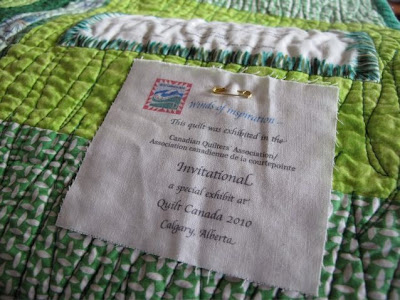 Winds of Inspiration
This quilt was exhibited in the
Canadian Quilters' Association/
Association canadienne de la courtepointe
Invitational
a special exhibit at
Quilt Canada 2010
Calgary, Alberta